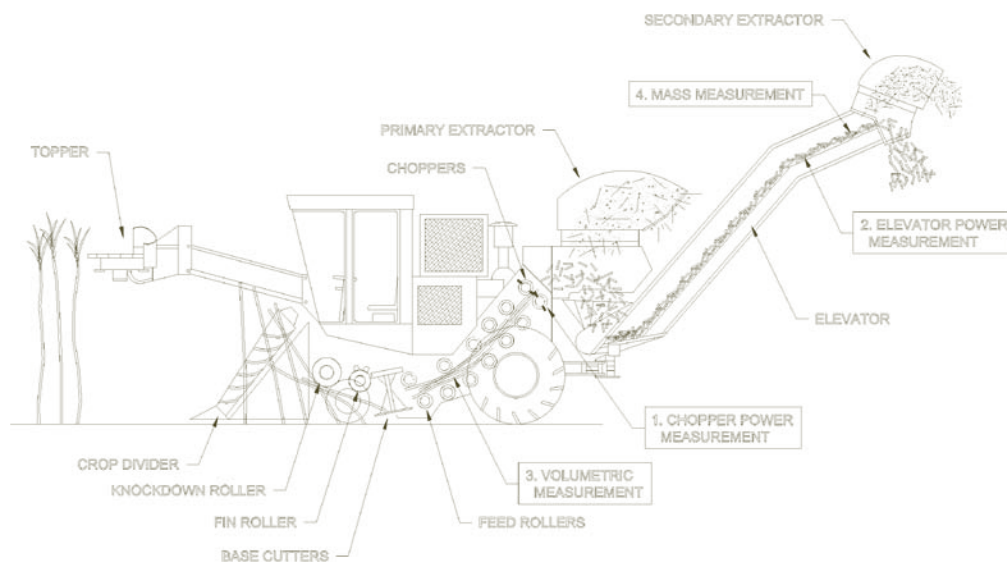 SECONDARY EXTRACTOR
4. MASS MEASUREMENT
PRIMARY EXTRACTOR
TOPPER
CHOPPERS
2. ELEVATOR POWER
MEASUREMENT
ELEVATOR
1. CHOPPER POWER
MEASUREMENT
CROP DIVIDER
3. VOLUMETRIC
MEASUREMENT
KNOCKDOWN ROLLER
FIN ROLLER
FEED ROLLERS
BASE CUTTERS